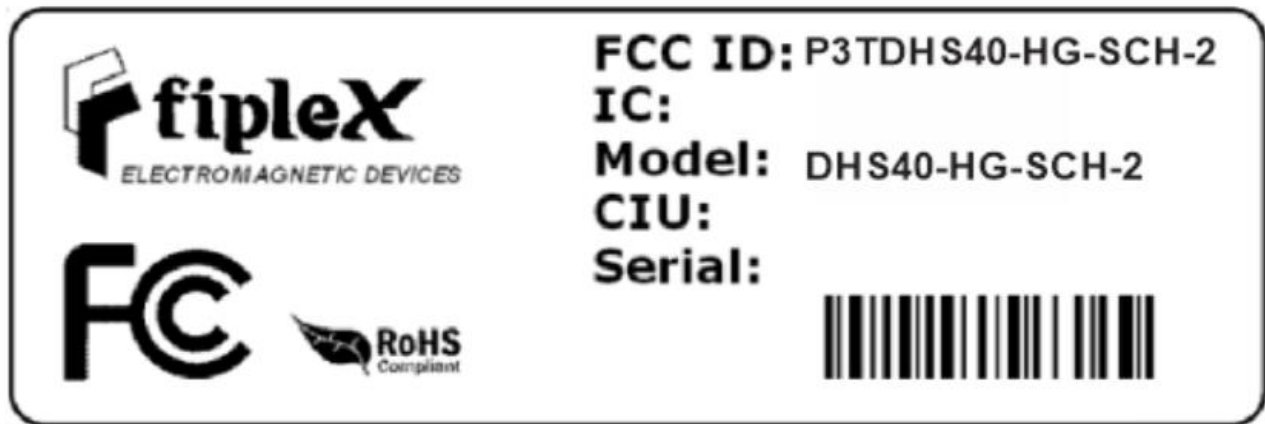 fipleX
ELECTROMAGNETIC DEVICES
FCC
RoHS
Compliant
FCC ID: P3TDHS40-HG-SCH-2
IC:
Model: DHS40-HG-SCH-2
CIU:
Serial: